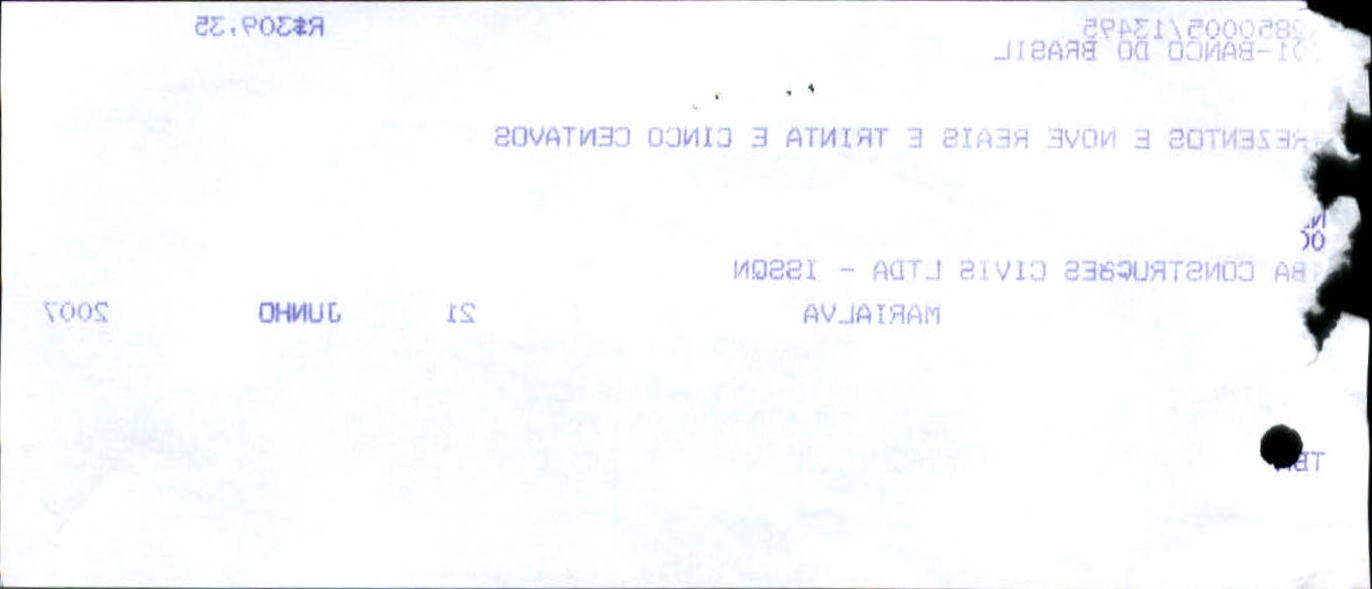 2850005/13495 R$309,35
01-BANCO DO BRASIL
REZENTOS E NOVE REAIS E TRINTA E CINCO CENTAVOS
BA CONSTRUÇOES CIVIS LTDA - ISSQN
MARIALVA 21 JUNHO 2007